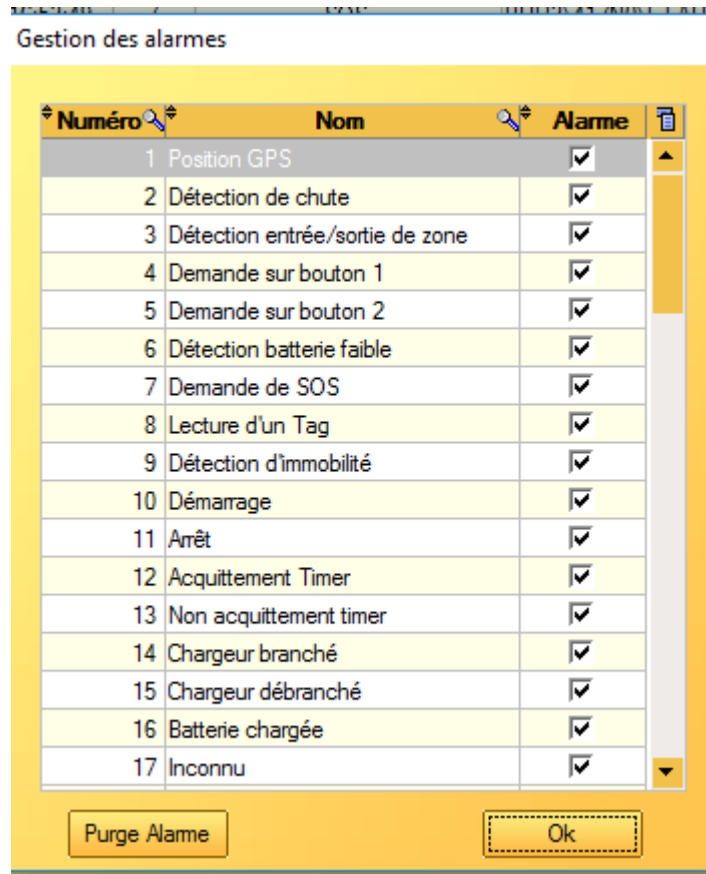 Gestion des alarmes
Numéro Nom Alarme
1 Position GPS
2 Détection de chute
3 Détection entrée/sortie de zone
4 Demande sur bouton 1
5 Demande sur bouton 2
6 Détection batterie faible
7 Demande de SOS
8 Lecture d'un Tag
9 Détection d'immobilité
10 Démarrage
11 Arrêt
12 Acquittement Timer
13 Non acquittement timer
14 Chargeur branché
15 Chargeur débranché
16 Batterie chargée
17 Inconnu
Purge Alarme Ok